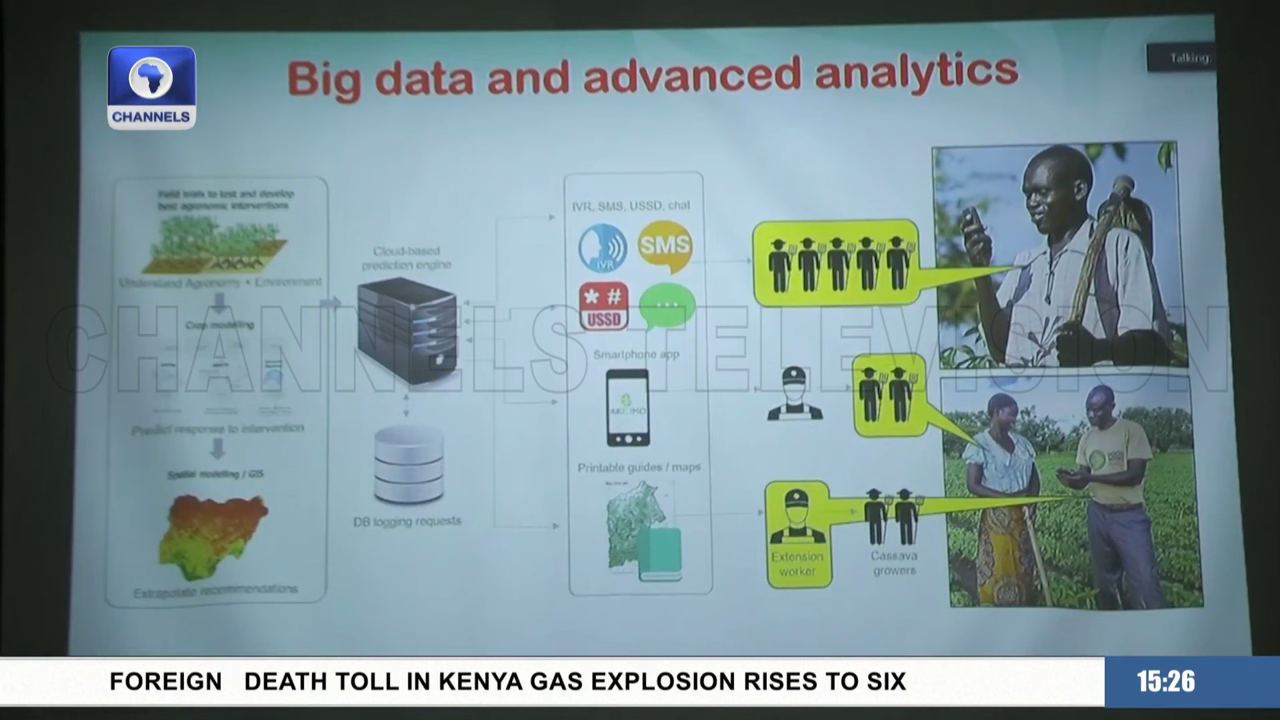 Big data and advanced analytics
Talking:
CHANNELS
Field trials to test and develop
best agronomic interventions
Understand Agronomy + Environment
Crop modelling
Predict response to intervention
Spatial modelling / GIS
Extrapolate recommendations
Cloud-based
prediction engine
DB logging requests
IVR, SMS, USSD, chat
IVR
SMS
* #
USSD
...
Smartphone app
AKILIMO
Printable guides / maps
Extension
worker
Cassava
growers
CHANNELS TELEVISION
FOREIGN DEATH TOLL IN KENYA GAS EXPLOSION RISES TO SIX
15:26